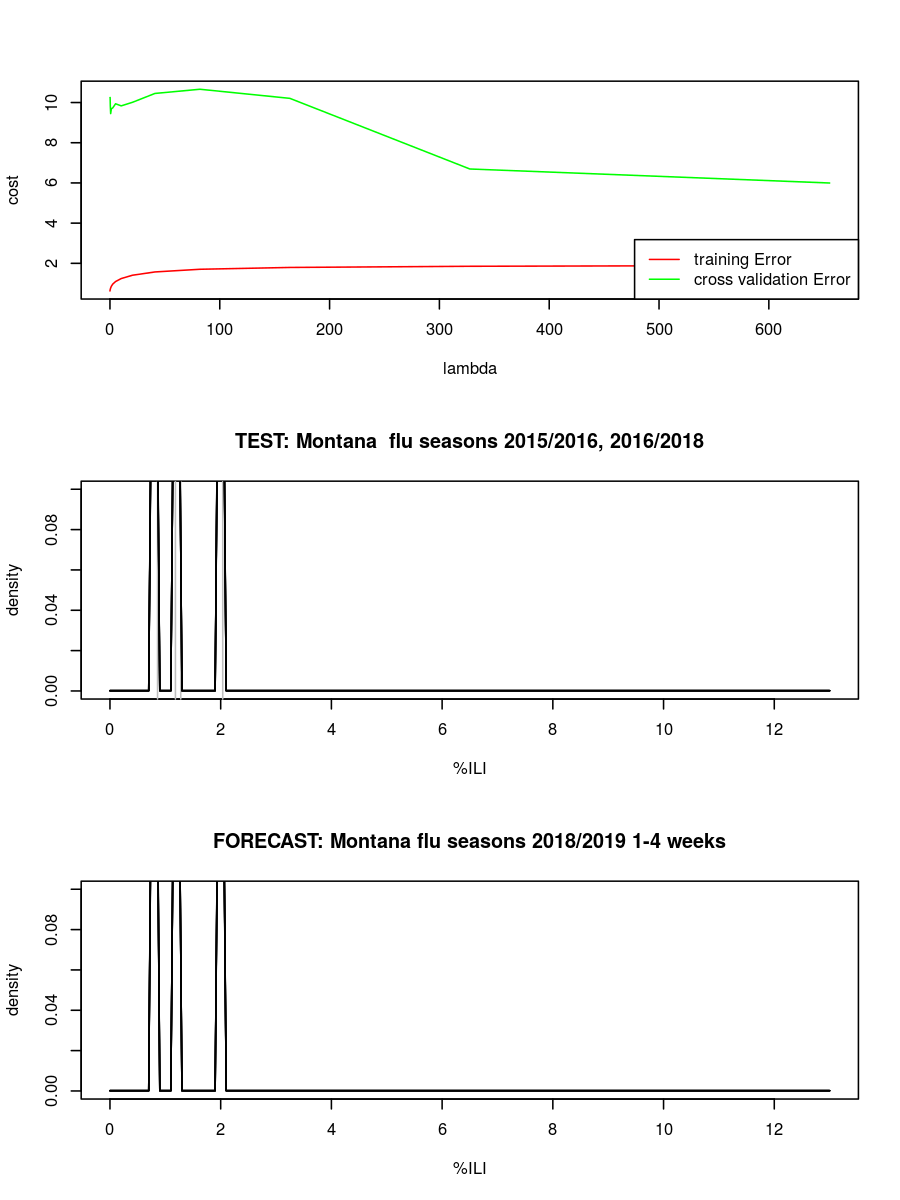 10
8
6
4
2
cost
training Error
cross validation Error
0 100 200 300 400 500 600
lambda
TEST: Montana  flu seasons 2015/2016, 2016/2018
0.08
0.04
0.00
density
0 2 4 6 8 10 12
%ILI
FORECAST: Montana flu seasons 2018/2019 1-4 weeks
0.08
0.04
0.00
density
0 2 4 6 8 10 12
%ILI